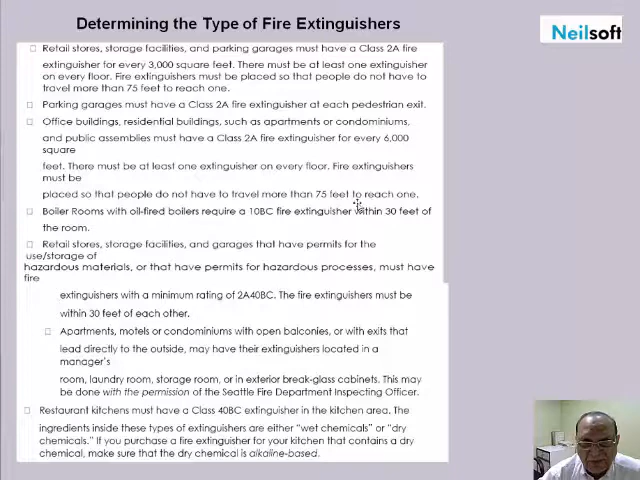 Determining the Type of Fire Extinguishers
Neilsoft
Retail stores, storage facilities, and parking garages must have a Class 2A fire
extinguisher for every 3,000 square feet. There must be at least one extinguisher
on every floor. Fire extinguishers must be placed so that people do not have to
travel more than 75 feet to reach one.
Parking garages must have a Class 2A fire extinguisher at each pedestrian exit.
Office buildings, residential buildings, such as apartments or condominiums,
and public assemblies must have a Class 2A fire extinguisher for every 6,000
square
feet. There must be at least one extinguisher on every floor. Fire extinguishers
must be
placed so that people do not have to travel more than 75 feet to reach one.
Boiler Rooms with oil-fired boilers require a 10BC fire extinguisher within 30 feet of
the room.
Retail stores, storage facilities, and garages that have permits for the
use/storage of
hazardous materials, or that have permits for hazardous processes, must have
fire
extinguishers with a minimum rating of 2A40BC. The fire extinguishers must be
within 30 feet of each other.
Apartments, motels or condominiums with open balconies, or with exits that
lead directly to the outside, may have their extinguishers located in a
manager's
room, laundry room, storage room, or in exterior break-glass cabinets. This may
be done with the permission of the Seattle Fire Department Inspecting Officer.
Restaurant kitchens must have a Class 40BC extinguisher in the kitchen area. The
ingredients inside these types of extinguishers are either "wet chemicals" or "dry
chemicals." If you purchase a fire extinguisher for your kitchen that contains a dry
chemical, make sure that the dry chemical is alkaline-based.